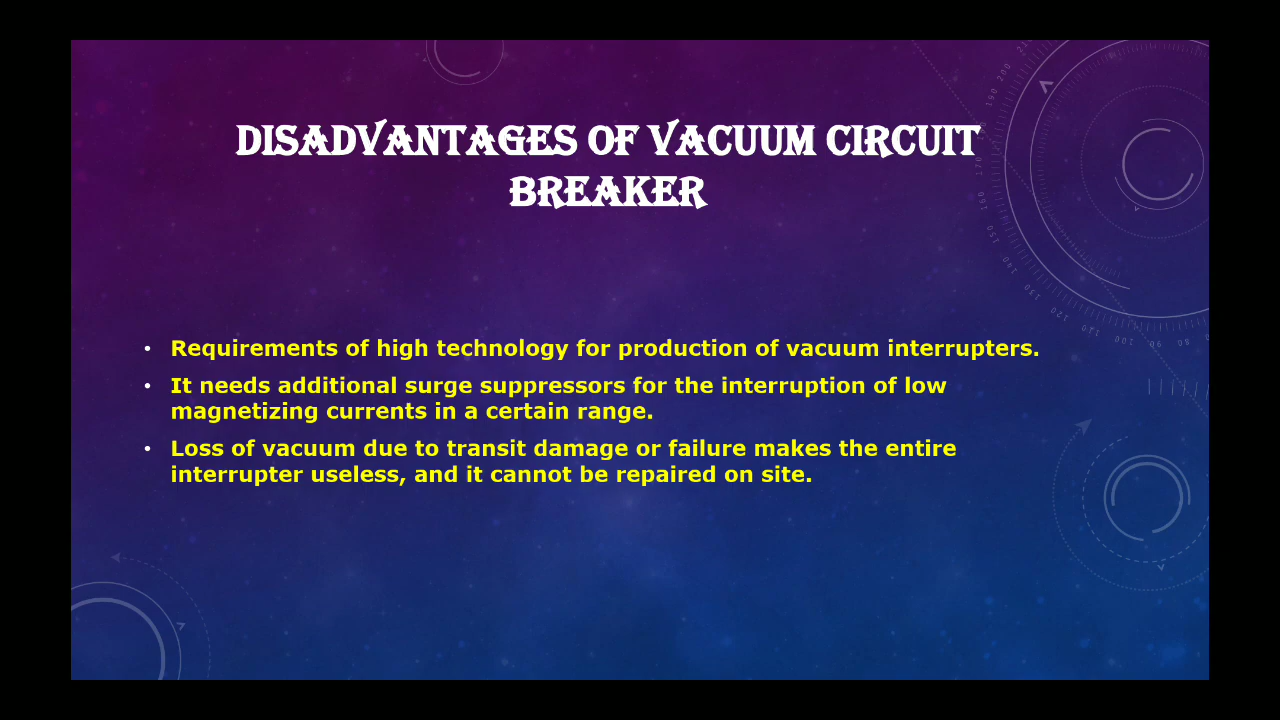 DISADVANTAGES OF VACUUM CIRCUIT
BREAKER
• Requirements of high technology for production of vacuum interrupters.
• It needs additional surge suppressors for the interruption of low
magnetizing currents in a certain range.
• Loss of vacuum due to transit damage or failure makes the entire
interrupter useless, and it cannot be repaired on site.